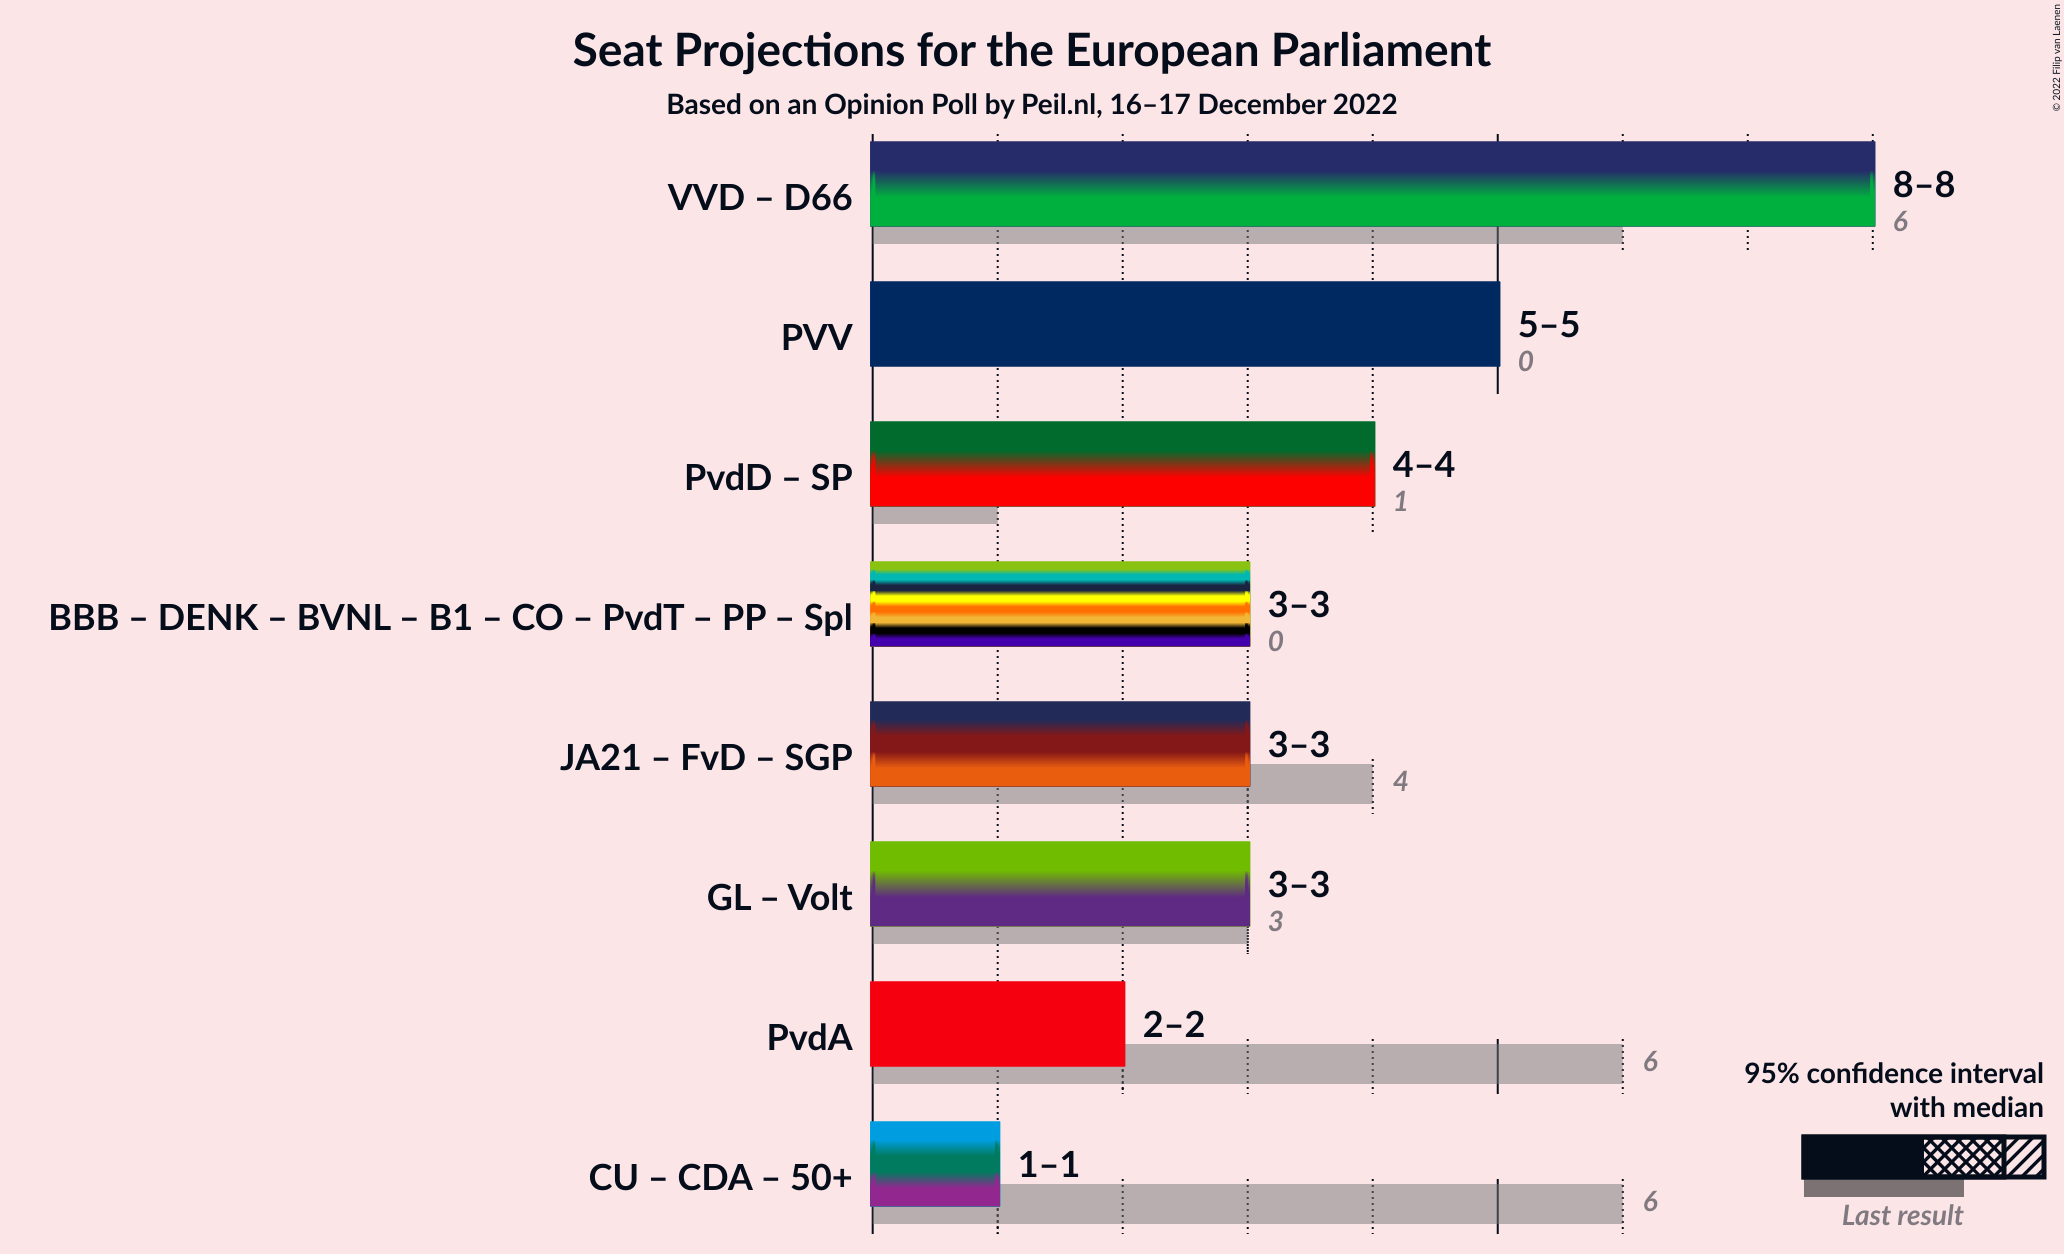 Seat Projections for the European Parliament
Based on an Opinion Poll by Peil.nl, 16–17 December 2022
© 2022 Filip van Laenen
VVD – D66
8–8
6
PVV
5–5
0
PvdD – SP
4–4
1
BBB – DENK – BVNL – B1 – CO – PvdT – PP – Spl
3–3
0
JA21 – FvD – SGP
3–3
4
GL – Volt
3–3
3
PvdA
2–2
6
CU – CDA – 50+
1–1
6
95% confidence interval
with median
Last result